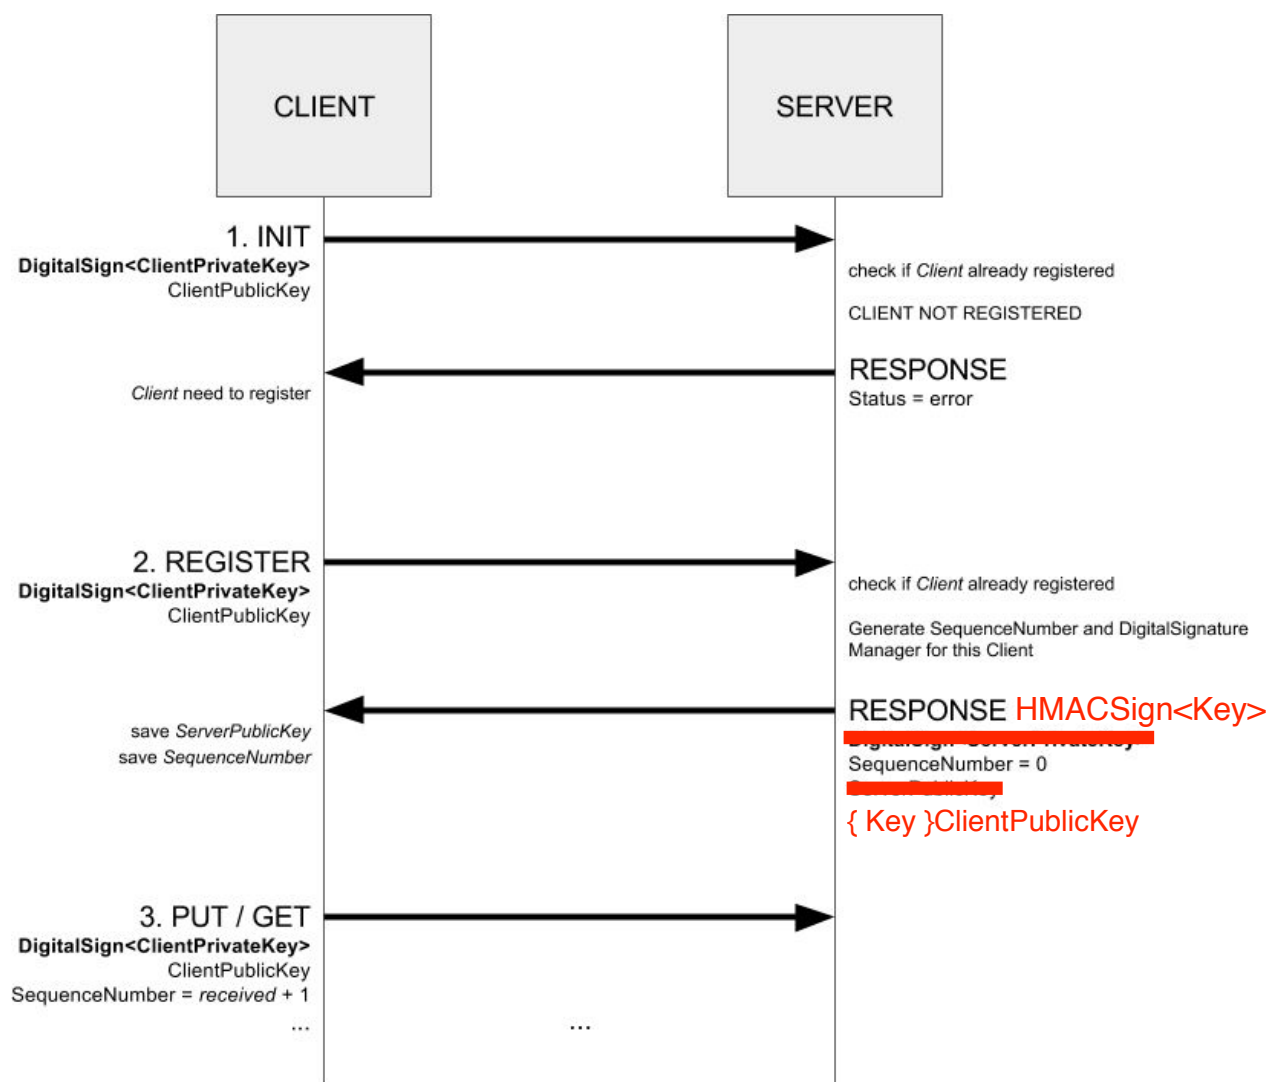 CLIENT
SERVER
1. INIT
DigitalSign<ClientPrivateKey>
ClientPublicKey
check if Client already registered
CLIENT NOT REGISTERED
RESPONSE
Status = error
Client need to register
2. REGISTER
DigitalSign<ClientPrivateKey>
ClientPublicKey
check if Client already registered
Generate SequenceNumber and DigitalSignature
Manager for this Client
RESPONSE HMACSign<Key>
SequenceNumber = 0
{ Key }ClientPublicKey
save ServerPublicKey
save SequenceNumber
3. PUT / GET
DigitalSign<ClientPrivateKey>
ClientPublicKey
SequenceNumber = received + 1
...
...